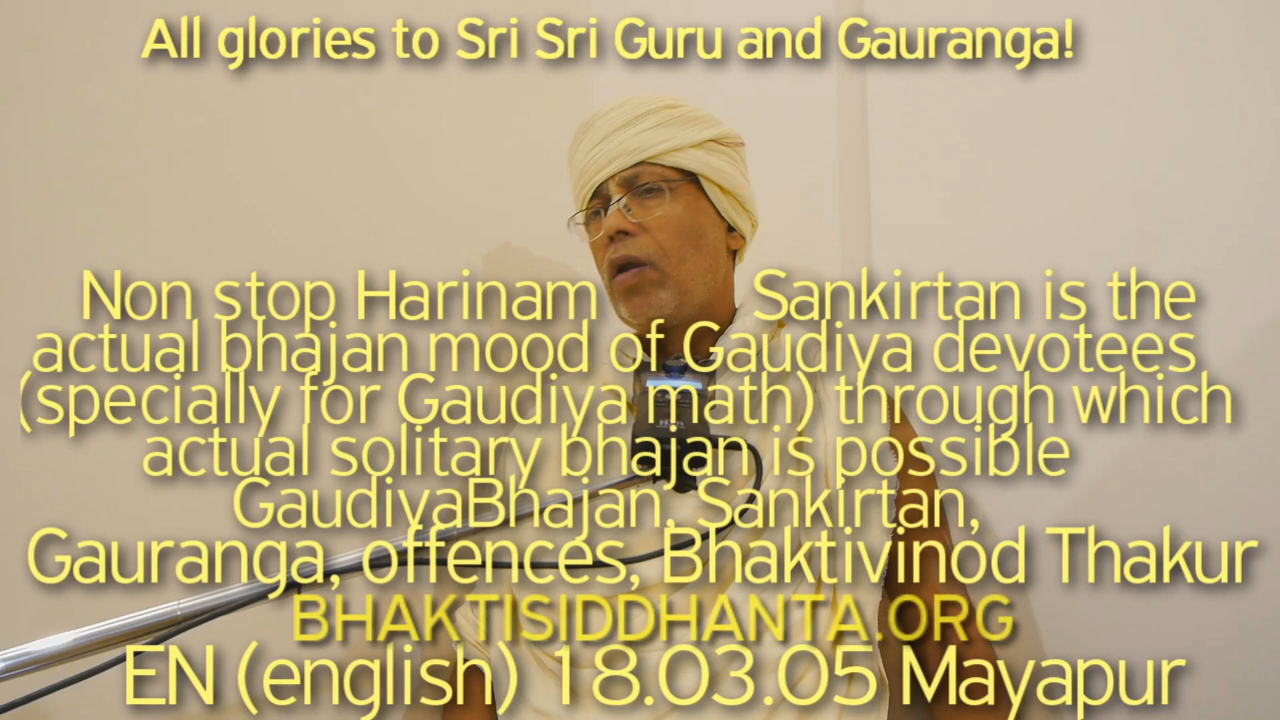 All glories to Sri Sri Guru and Gauranga!
Non stop Harinam Sankirtan is the
actual bhajan mood of Gaudiya devotees
(specially for Gaudiya math) through which
actual solitary bhajan is possible
GaudiyaBhajan, Sankirtan,
Gauranga, offences, Bhaktivinod Thakur
BHAKTISIDDHANTA.ORG
EN (english) 18.03.05 Mayapur